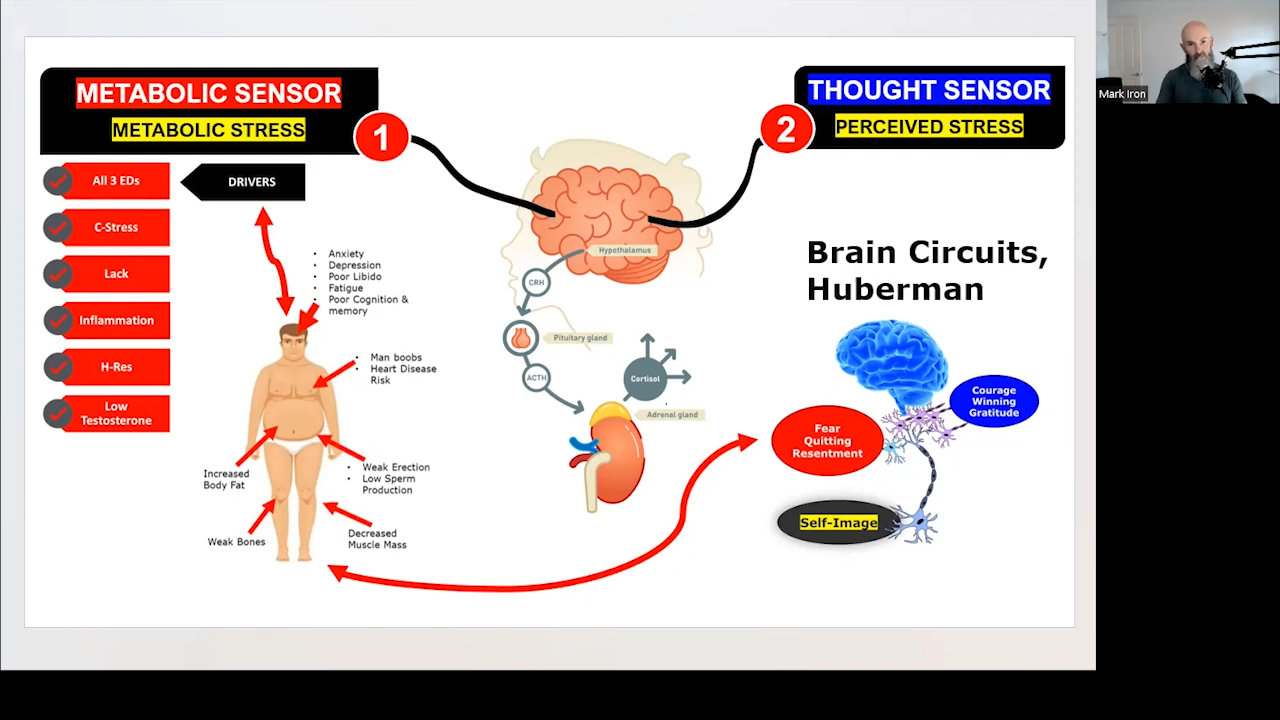 METABOLIC SENSOR
METABOLIC STRESS
1
2
THOUGHT SENSOR
PERCEIVED STRESS
Mark Iron
All 3 EDs
C-Stress
Lack
Inflammation
H-Res
Low
Testosterone
DRIVERS
• Anxiety
• Depression
• Poor Libido
• Fatigue
• Poor Cognition &
memory
• Man boobs
• Heart Disease
Risk
Increased
Body Fat
• Weak Erection
• Low Sperm
Production
Weak Bones
Decreased
Muscle Mass
Hypothalamus
CRH
Pituitary gland
ACTH
Cortisol
Adrenal gland
Brain Circuits,
Huberman
Courage
Winning
Gratitude
Fear
Quitting
Resentment
Self-Image